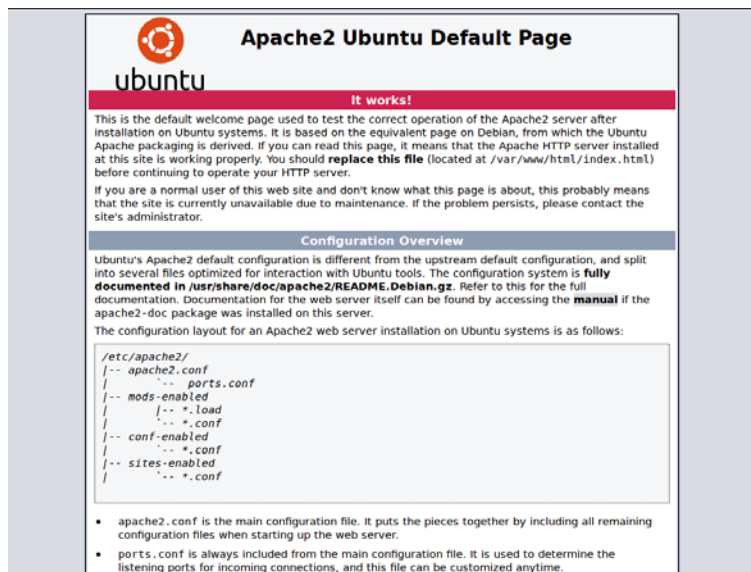 Apache2 Ubuntu Default Page
ubuntu
It works!
This is the default welcome page used to test the correct operation of the Apache2 server after
installation on Ubuntu systems. It is based on the equivalent page on Debian, from which the Ubuntu
Apache packaging is derived. If you can read this page, it means that the Apache HTTP server installed
at this site is working properly. You should replace this file (located at /var/www/html/index.html)
before continuing to operate your HTTP server.
If you are a normal user of this web site and don't know what this page is about, this probably means
that the site is currently unavailable due to maintenance. If the problem persists, please contact the
site's administrator.
Configuration Overview
Ubuntu's Apache2 default configuration is different from the upstream default configuration, and split
into several files optimized for interaction with Ubuntu tools. The configuration system is fully
documented in /usr/share/doc/apache2/README.Debian.gz. Refer to this for the full
documentation. Documentation for the web server itself can be found by accessing the manual if the
apache2-doc package was installed on this server.
The configuration layout for an Apache2 web server installation on Ubuntu systems is as follows:
/etc/apache2/
|-- apache2.conf
|       `--  ports.conf
|-- mods-enabled
|       |-- *.load
|       `-- *.conf
|-- conf-enabled
|       `-- *.conf
|-- sites-enabled
|       `-- *.conf
• apache2.conf is the main configuration file. It puts the pieces together by including all remaining
configuration files when starting up the web server.
• ports.conf is always included from the main configuration file. It is used to determine the
listening ports for incoming connections, and this file can be customized anytime.